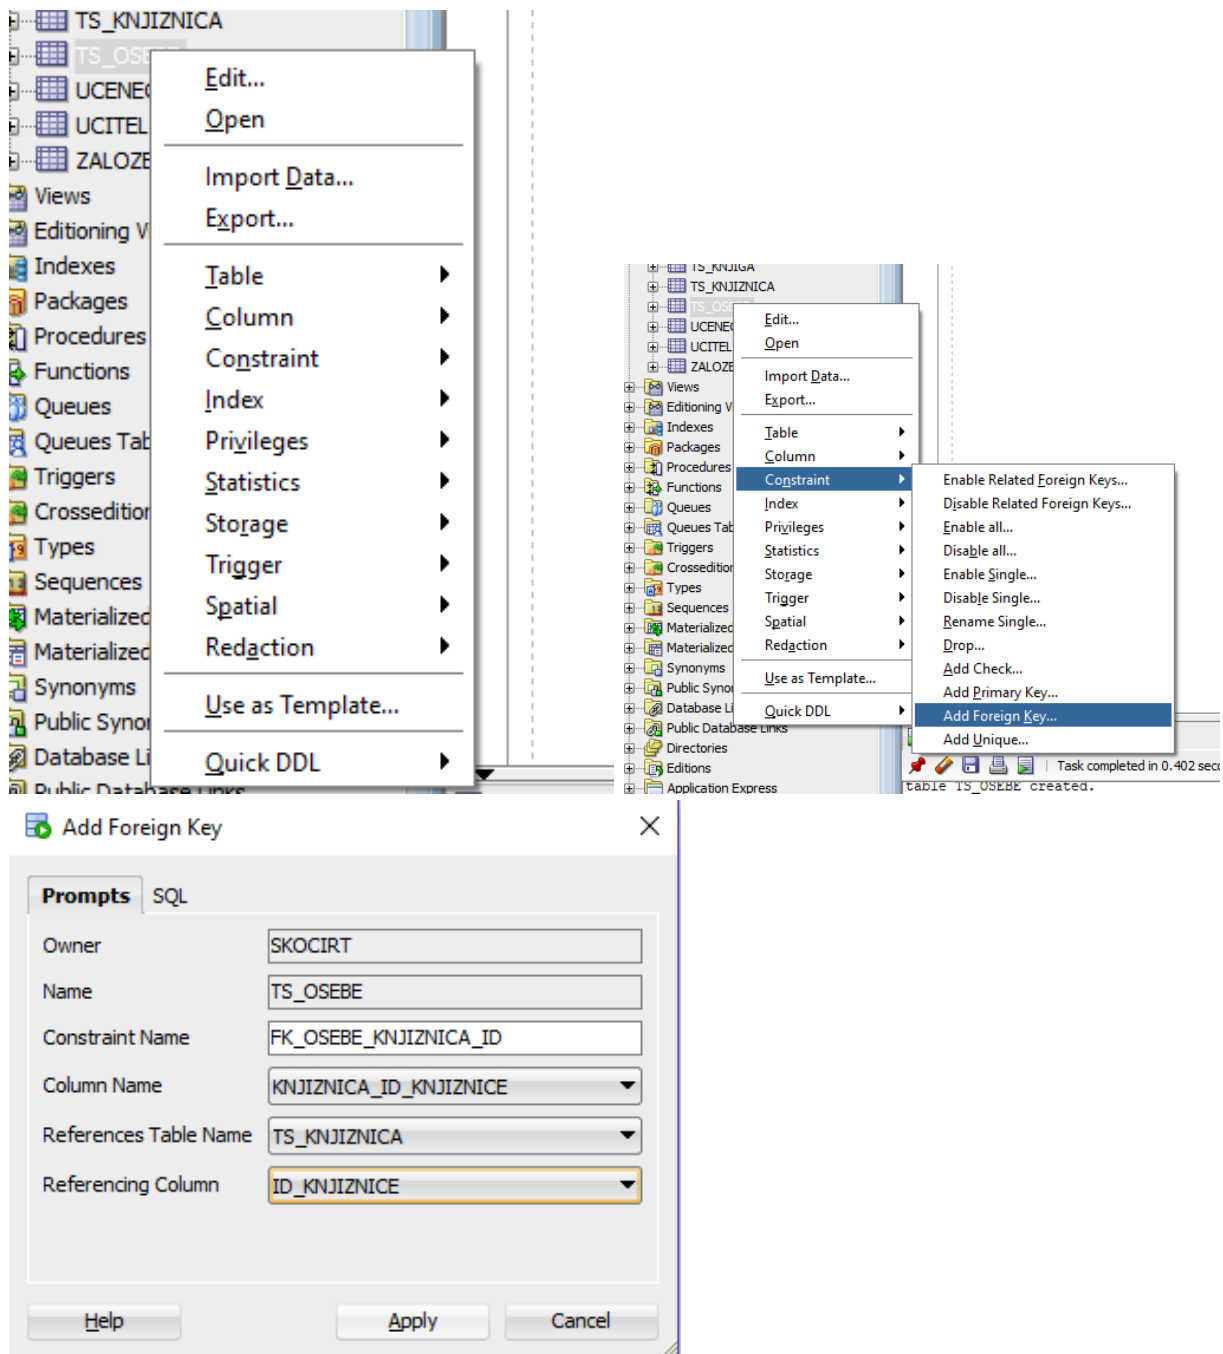 TS_KNJIZNICA
TS_OSEBE
UCENEC
UCITEL
ZALOZE
Views
Editioning V
Indexes
Packages
Procedures
Functions
Queues
Queues Tab
Triggers
Crossedition
Types
Sequences
Materialized
Materialized
Synonyms
Public Synon
Database Li
Public Database Links
Edit...
Open
Import Data...
Export...
Table
Column
Constraint
Index
Privileges
Statistics
Storage
Trigger
Spatial
Redaction
Use as Template...
Quick DDL
TS_KNJIGA
TS_KNJIZNICA
TS_OSE
UCENEC
UCITEL
ZALOZE
Views
Editioning V
Indexes
Packages
Procedures
Functions
Queues
Queues Tab
Triggers
Crossedition
Types
Sequences
Materialized
Materialized
Synonyms
Public Synon
Database Li
Public Database Links
Directories
Editions
Application Express
Edit...
Open
Import Data...
Export...
Table
Column
Constraint
Index
Privileges
Statistics
Storage
Trigger
Spatial
Redaction
Use as Template...
Quick DDL
Enable Related Foreign Keys...
Disable Related Foreign Keys...
Enable all...
Disable all...
Enable Single...
Disable Single...
Rename Single...
Drop...
Add Check...
Add Primary Key...
Add Foreign Key...
Add Unique...
Task completed in 0.402 seco
table TS_OSEBE created.
Add Foreign Key
Prompts SQL
Owner SKOCIRT
Name TS_OSEBE
Constraint Name FK_OSEBE_KNJIZNICA_ID
Column Name KNJIZNICA_ID_KNJIZNICE
References Table Name TS_KNJIZNICA
Referencing Column ID_KNJIZNICE
Help Apply Cancel